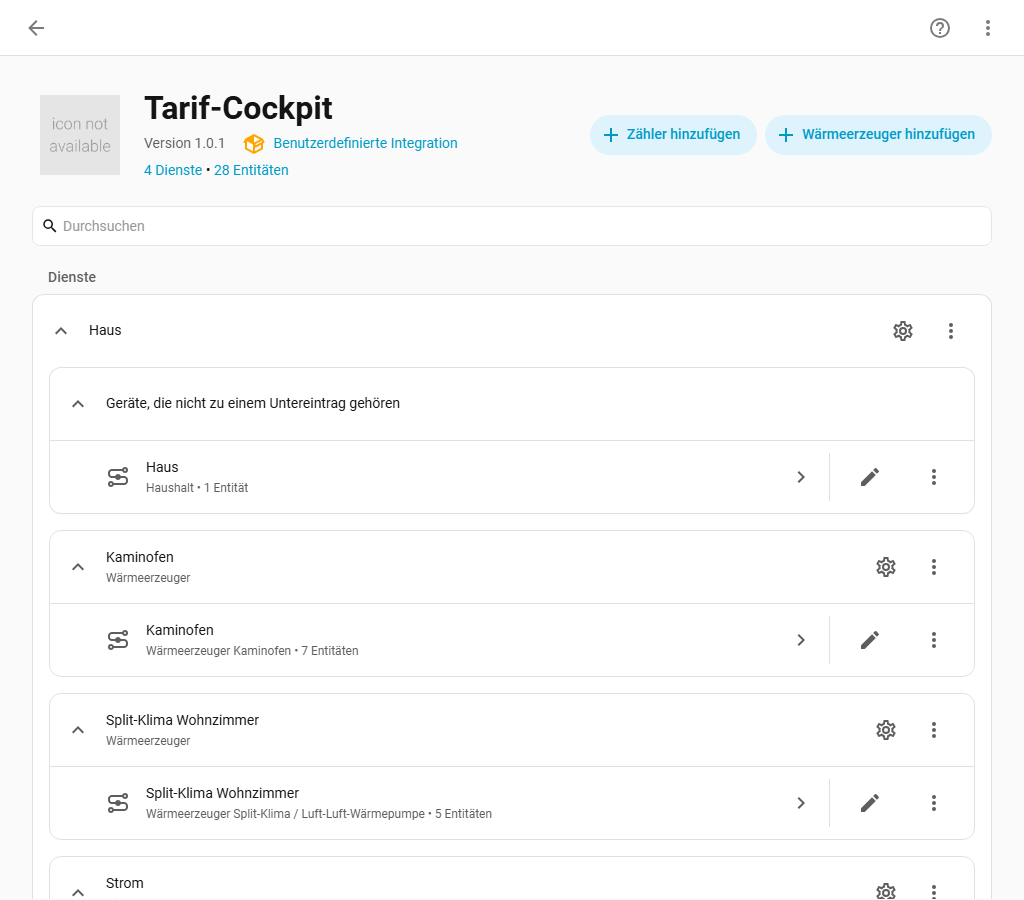 icon not
available
Tarif-Cockpit
Version 1.0.1
Benutzerdefinierte Integration
4 Dienste • 28 Entitäten
Zähler hinzufügen
Wärmeerzeuger hinzufügen
Durchsuchen
Dienste
Haus
Geräte, die nicht zu einem Untereintrag gehören
Haus
Haushalt • 1 Entität
Kaminofen
Wärmeerzeuger
Kaminofen
Wärmeerzeuger Kaminofen • 7 Entitäten
Split-Klima Wohnzimmer
Wärmeerzeuger
Split-Klima Wohnzimmer
Wärmeerzeuger Split-Klima / Luft-Luft-Wärmepumpe • 5 Entitäten
Strom